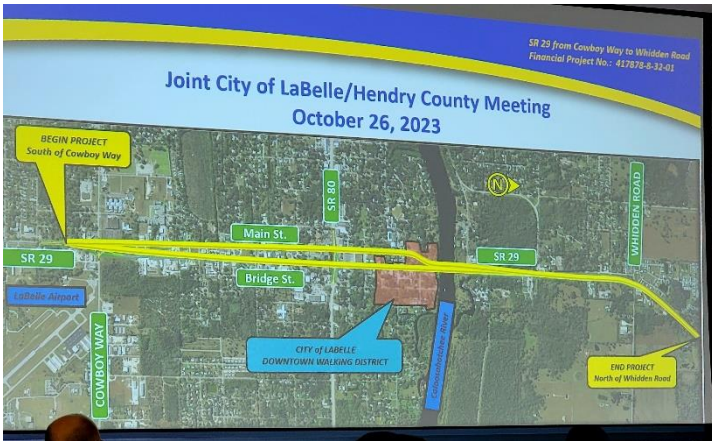 SR 29 from Cowboy Way to Whidden Road
Financial Project No.: 417878-8-32-01
Joint City of LaBelle/Hendry County Meeting
October 26, 2023
BEGIN PROJECT
South of Cowboy Way
N
SR 80
WHIDDEN ROAD
Main St.
SR 29
SR 29
Bridge St.
LaBelle Airport
COWBOY WAY
CITY of LABELLE
DOWNTOWN WALKING DISTRICT
Caloosahatchee River
END PROJECT
North of Whidden Road